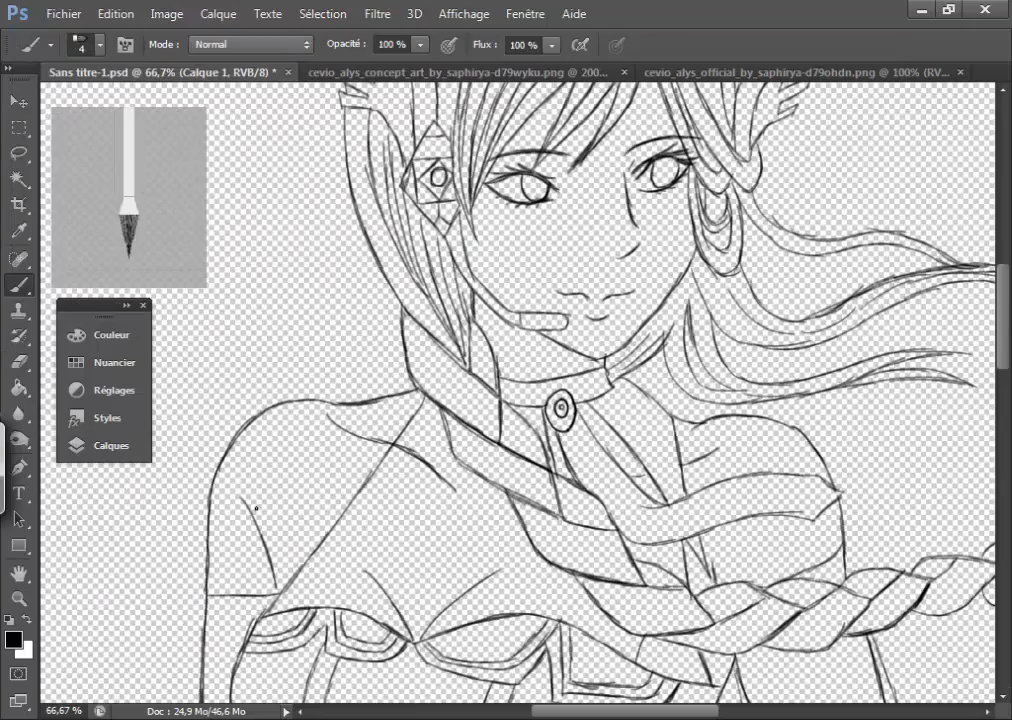 Ps Fichier Edition Image Calque Texte Sélection Filtre 3D Affichage Fenêtre Aide
4 Mode : Normal Opacité : 100 % Flux : 100 %
Sans titre-1.psd @ 66,7% (Calque 1, RVB/8) * × cevio_alys_concept_art_by_saphirya-d79wyku.png @ 200... × cevio_alys_official_by_saphirya-d79ohdn.png @ 100% (RV... ×
Couleur
Nuancier
Réglages
Styles
Calques
66,67 % Doc : 24,9 Mo/46,6 Mo